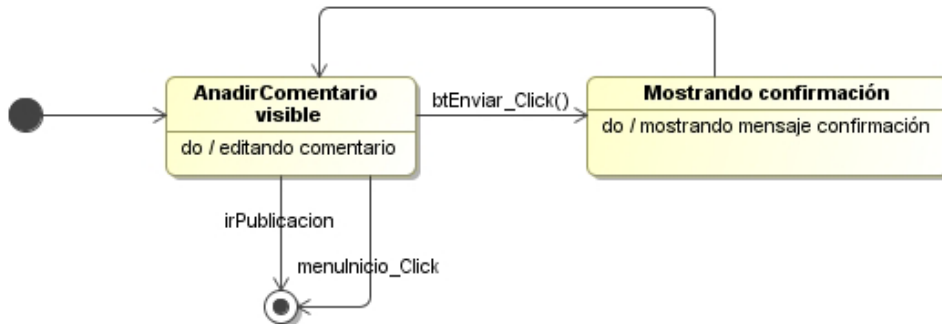 AnadirComentario
visible
do / editando comentario
btEnviar_Click()
Mostrando confirmación
do / mostrando mensaje confirmación
irPublicacion
menuInicio_Click